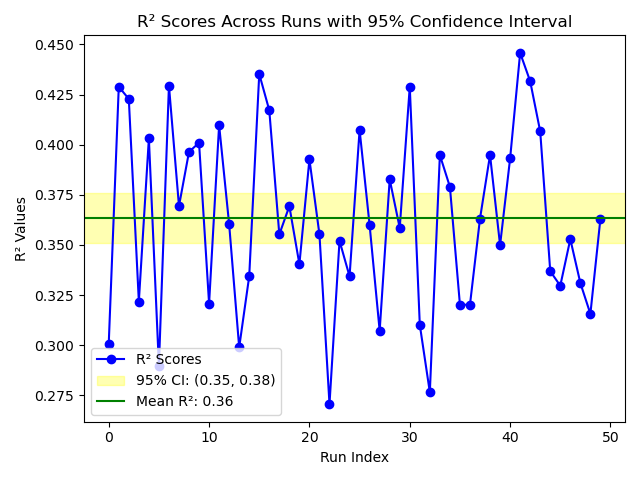 R² Scores Across Runs with 95% Confidence Interval
R² Values
0.450
0.425
0.400
0.375
0.350
0.325
0.300
0.275
R² Scores
95% CI: (0.35, 0.38)
Mean R²: 0.36
0 10 20 30 40 50
Run Index